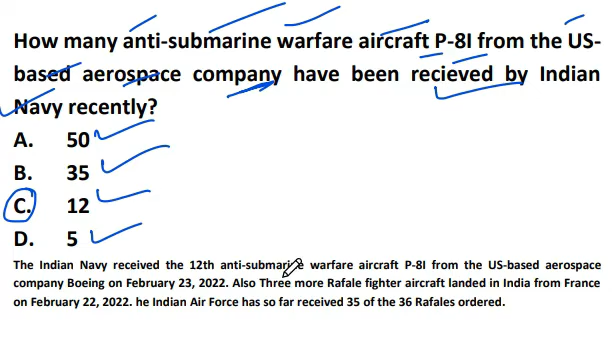 How many anti-submarine warfare aircraft P-8I from the US-
based aerospace company have been recieved by Indian
Navy recently?
A. 50
B. 35
C. 12
D. 5
The Indian Navy received the 12th anti-submarine warfare aircraft P-8I from the US-based aerospace
company Boeing on February 23, 2022. Also Three more Rafale fighter aircraft landed in India from France
on February 22, 2022. he Indian Air Force has so far received 35 of the 36 Rafales ordered.